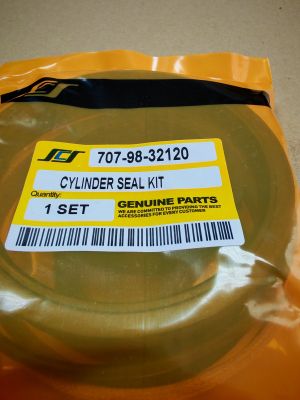 SCS 707-98-32120
CYLINDER SEAL KIT
Quantity:
1 SET
GENUINE PARTS
WE ARE COMMITTED TO PROVIDING THE BEST
ACCESSORIES FOR EVERY CUSTOMER